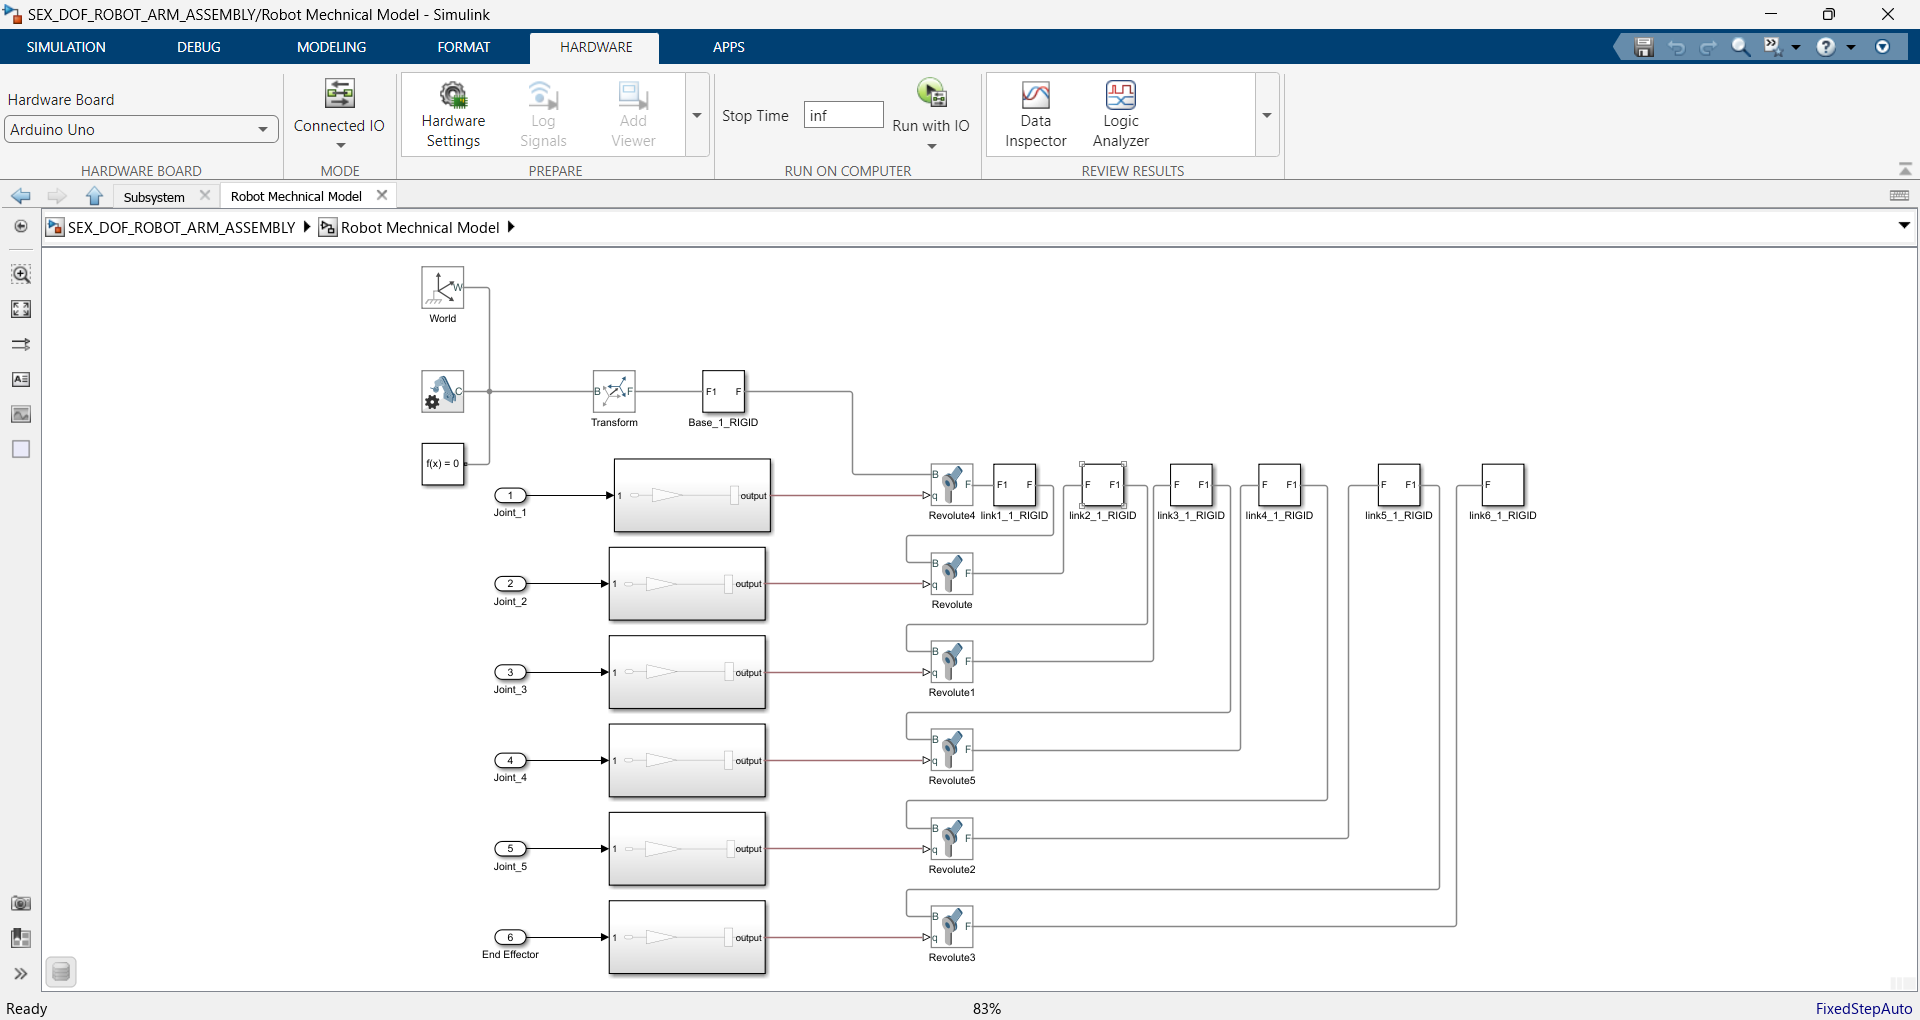 SEX_DOF_ROBOT_ARM_ASSEMBLY/Robot Mechnical Model - Simulink
SIMULATION DEBUG MODELING FORMAT HARDWARE APPS
Hardware Board
Arduino Uno
HARDWARE BOARD
Connected IO
MODE
Hardware Settings
Log Signals
Add Viewer
PREPARE
Stop Time inf
Run with IO
RUN ON COMPUTER
Data Inspector
Logic Analyzer
REVIEW RESULTS
Subsystem
Robot Mechnical Model
SEX_DOF_ROBOT_ARM_ASSEMBLY Robot Mechnical Model
W
World
C
B F
Transform
F1 F
Base_1_RIGID
f(x) = 0
1
Joint_1
1 output
B F q
Revolute4
F1 F
link1_1_RIGID
F F1
link2_1_RIGID
F F1
link3_1_RIGID
F F1
link4_1_RIGID
F F1
link5_1_RIGID
F
link6_1_RIGID
2
Joint_2
1 output
B F q
Revolute
3
Joint_3
1 output
B F q
Revolute1
4
Joint_4
1 output
B F q
Revolute5
5
Joint_5
1 output
B F q
Revolute2
6
End Effector
1 output
B F q
Revolute3
Ready
83%
FixedStepAuto